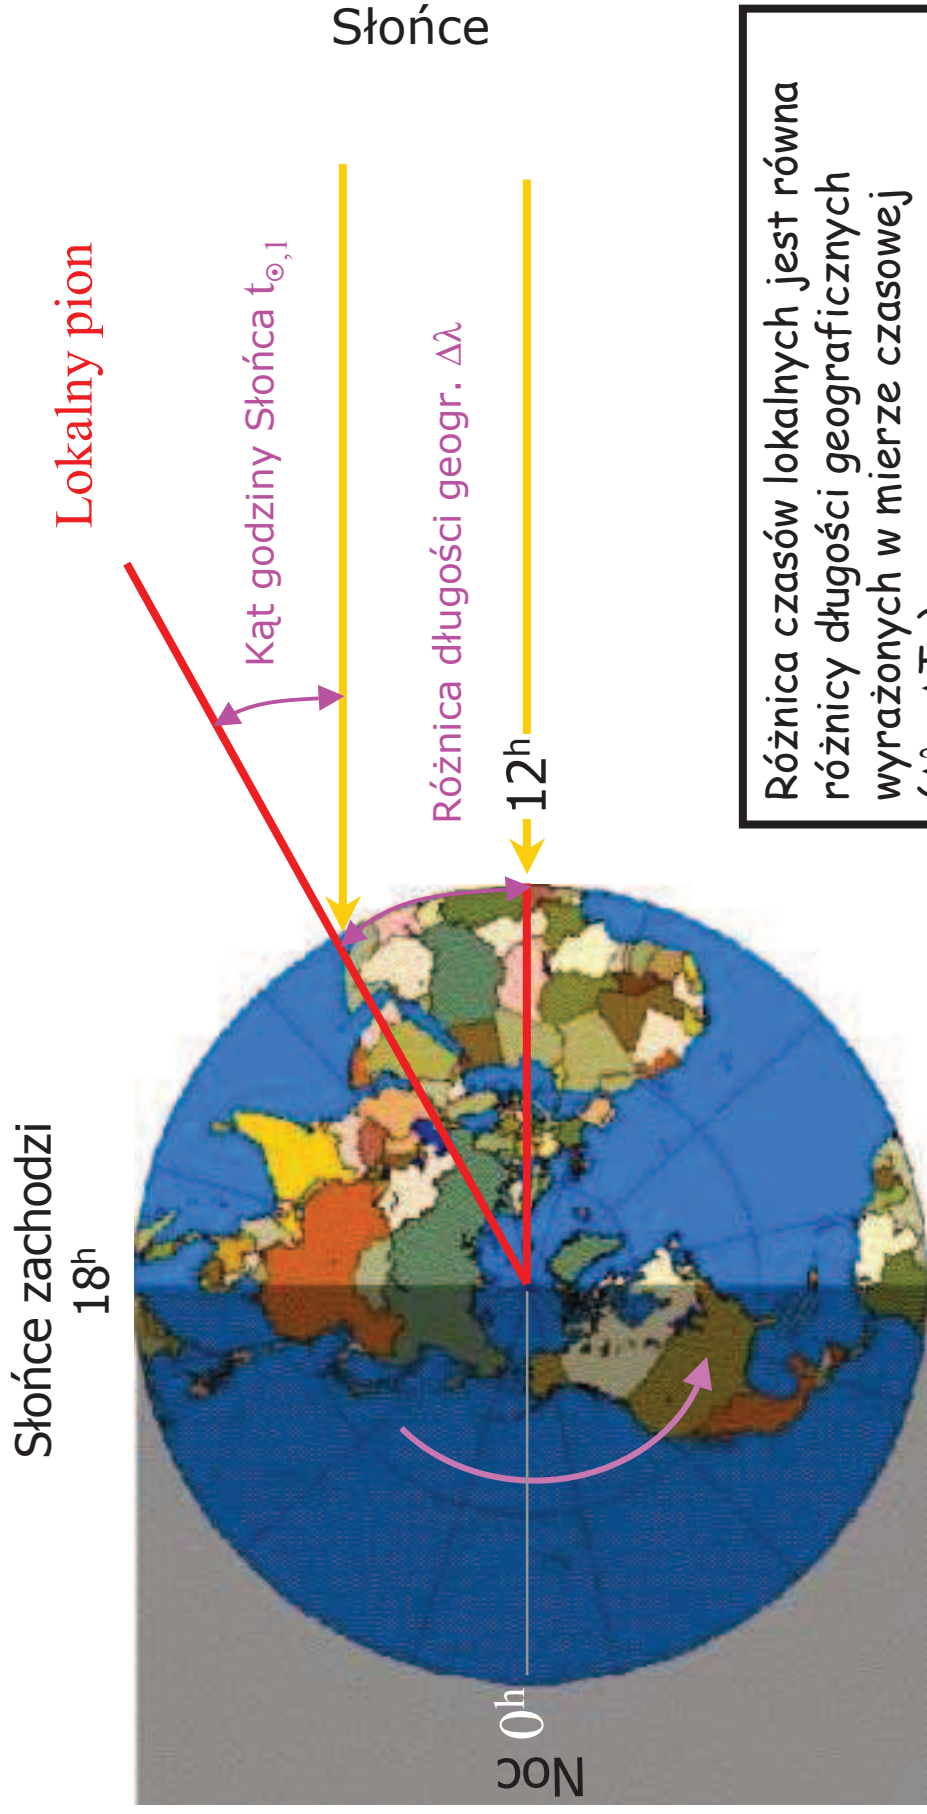 Słońce
Lokalny pion
Kąt godziny Słońca t⊙,1
Różnica długości geogr. Δλ
12h
Słońce zachodzi
18h
0h
Noc
Różnica czasów lokalnych jest równa
różnicy długości geograficznych
wyrażonych w mierze czasowej